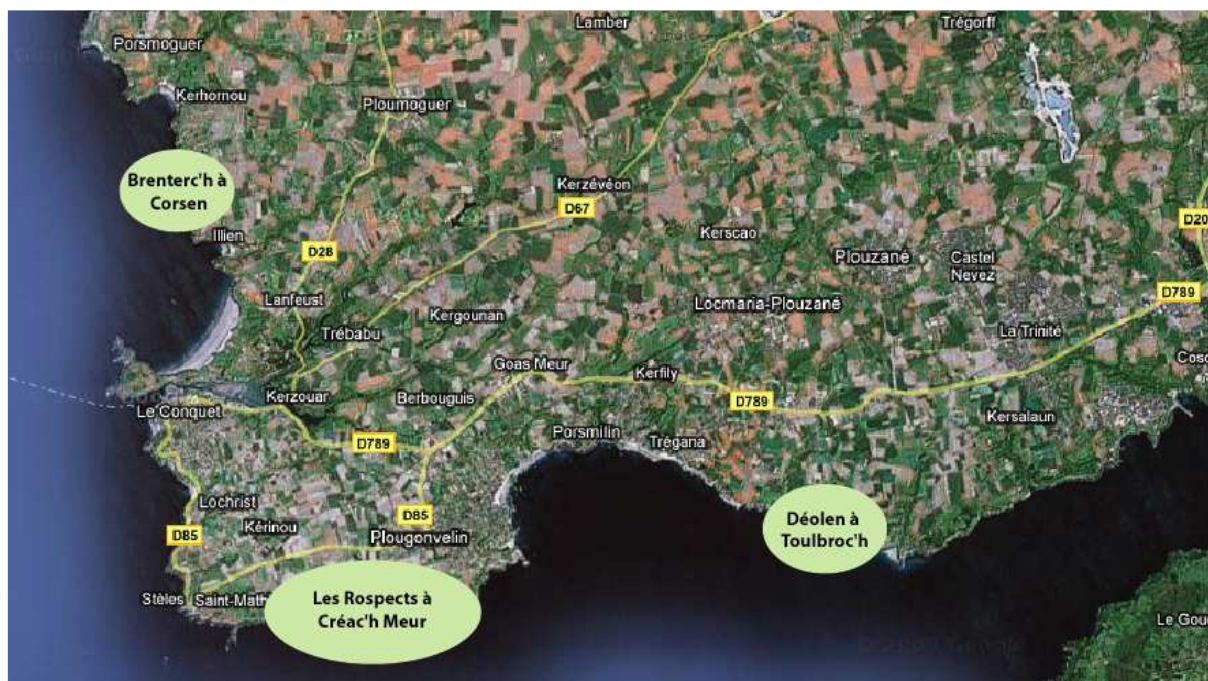 Lamber
Trégorff
Porsmoguer
Kerhornou
Ploumoguer
Brenterc'h à
Corsen
Kerzévéon
D67
D20
Illien
D28
Kerscao
Plouzané
Castel
Nevez
D789
Lanfeust
Trébabu
Kergounan
Locmaria-Plouzané
La Trinité
Goas Meur
Kerfily
Kerzouar
Berbouguis
D789
Le Conquet
Kersalaun
D789
Porsmilin
Trégana
Lochrist
Kérinou
D85
D85
Plougonvelin
Déolen à
Toulbroc'h
Stèles
Saint-Math
Les Rospects à
Créac'h Meur
Le Gou